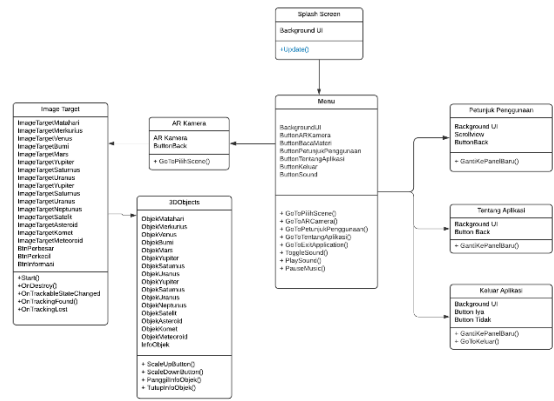 Splash Screen
Background UI
+Update()
Menu
BackgroundUI
ButtonARKamera
ButtonBacaMateri
ButtonPetunjukPenggunaan
ButtonTentangAplikasi
ButtonKeluar
ButtonSound
+ GoToPilihScene()
+ GoToARCamera()
+ GoToPetunjukPenggunaan()
+ GoToTentangAplikasi()
+ GoToExitApplication()
+ ToggleSound()
+ PlaySound()
+ PauseMusic()
AR Kamera
AR Kamera
ButtonBack
+ GoToPilihScene()
Image Target
ImageTargetMatahari
ImageTargetMerkurius
ImageTargetVenus
ImageTargetBumi
ImageTargetMars
ImageTargetYupiter
ImageTargetSaturnus
ImageTargetUranus
ImageTargetYupiter
ImageTargetSaturnus
ImageTargetUranus
ImageTargetNeptunus
ImageTargetSatelit
ImageTargetAsteroid
ImageTargetKomet
ImageTargetMeteoroid
BtnPerbesar
BtnPerkecil
BtnInformasi
+Start()
+OnDestroy()
+OnTrackableStateChanged
+OnTrackingFound()
+OnTrackingLost
3DObjects
ObjekMatahari
ObjekMerkurius
ObjekVenus
ObjekBumi
ObjekMars
ObjekYupiter
ObjekSaturnus
ObjekUranus
ObjekYupiter
ObjekSaturnus
ObjekUranus
ObjekNeptunus
ObjekSatelit
ObjekAsteroid
ObjekKomet
ObjekMeteoroid
InfoObjek
+ ScaleUpButton()
+ ScaleDownButton()
+ PanggilInfoObjek()
+ TutupInfoObjek()
Petunjuk Penggunaan
Background UI
ScrollView
ButtonBack
+ GantiKePanelBaru()
Tentang Aplikasi
Background UI
Button Back
+GantiKePanelBaru()
Keluar Aplikasi
Background UI
Button Iya
Button Tidak
+ GantiKePanelBaru()
+ GoToKeluar()